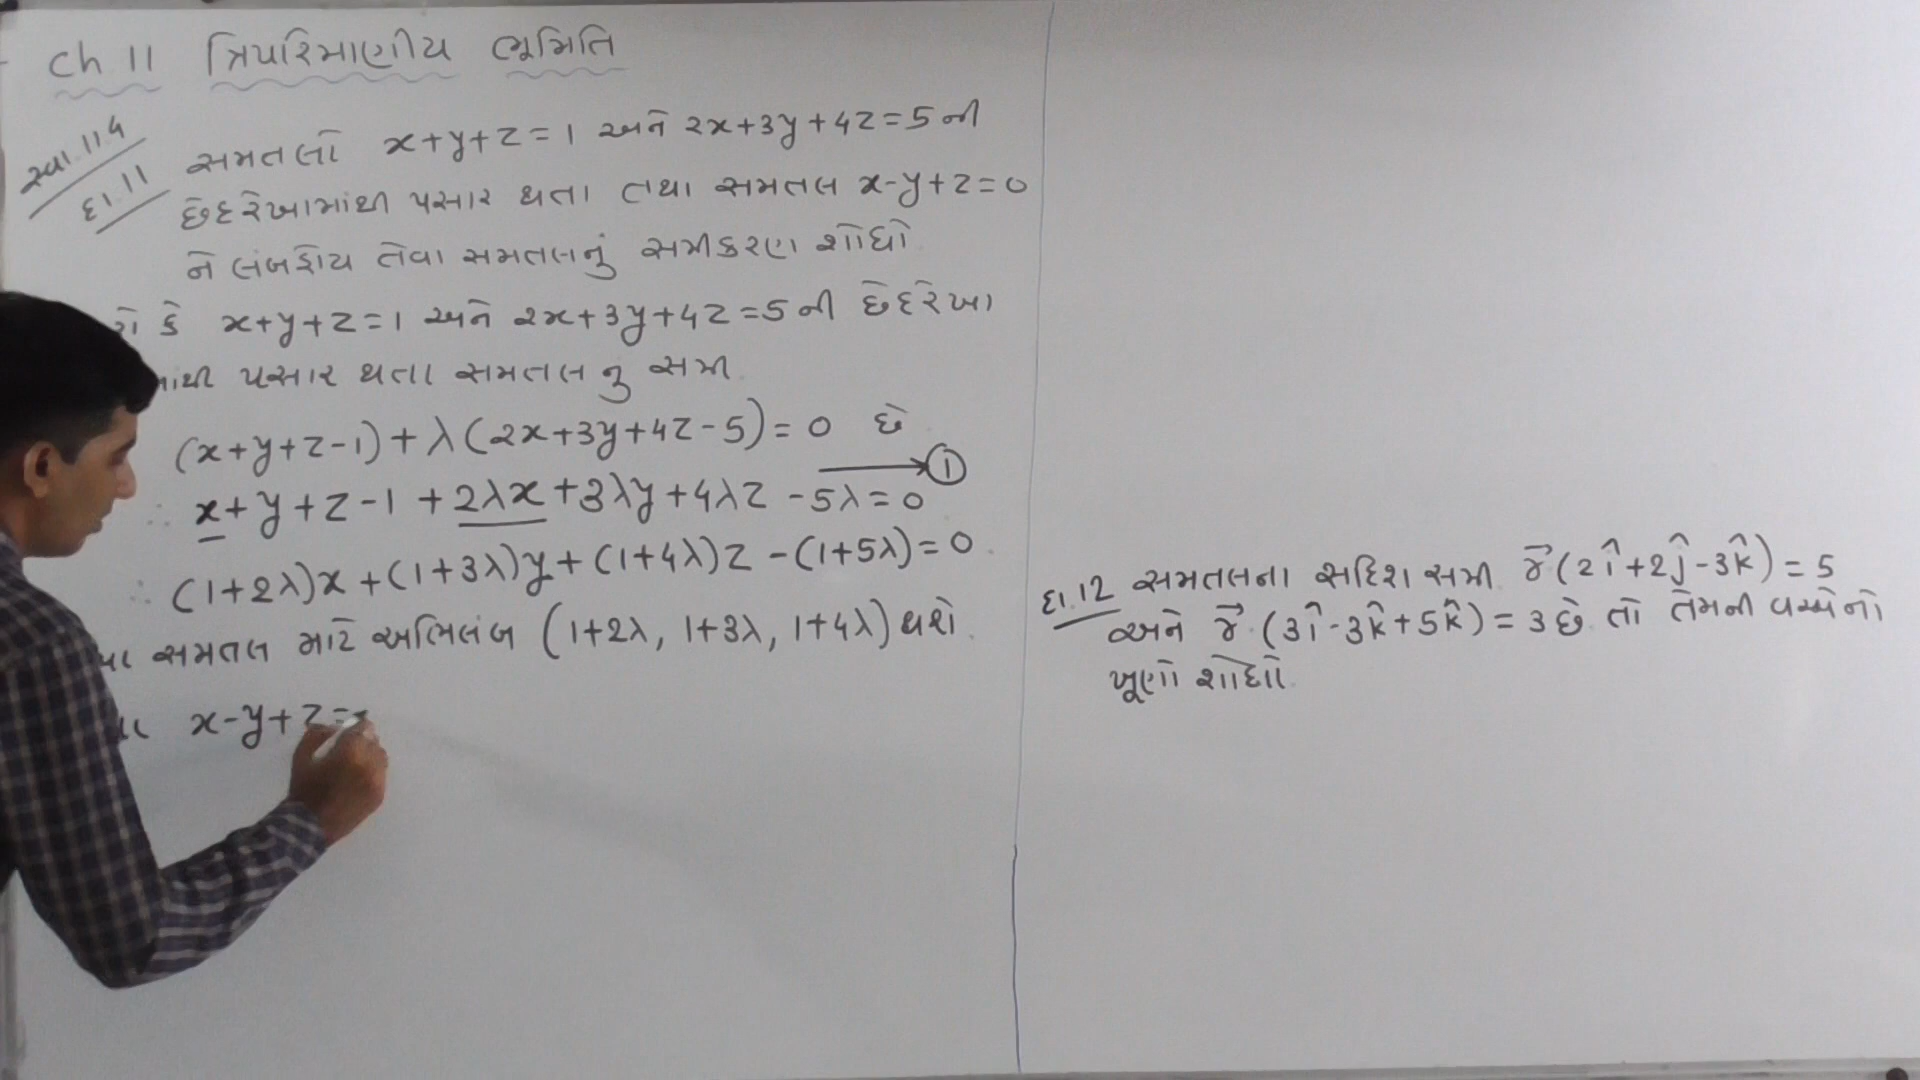 Ch 11 ત્રિપરિમાણીય ભૂમિતિ
સ્વા. 11.4
દા. 11
સમતલો x+y+z=1 અને 2x+3y+4z=5 ની
છેદરેખામાંથી પસાર થતા તથા સમતલ x-y+z=0
ને લંબહોય તેવા સમતલનું સમીકરણ શોધો
કે x+y+z=1 અને 2x+3y+4z=5 ની છેદરેખા
માંથી પસાર થતા સમતલ નુ સમી.
(x+y+z-1)+λ(2x+3y+4z-5)=0 છે
→ ①
∴ x+y+z-1+2λx+3λy+4λz-5λ=0
∴ (1+2λ)x+(1+3λ)y+(1+4λ)z-(1+5λ)=0.
સમતલ માટે અભિલંબ (1+2λ, 1+3λ, 1+4λ) થશે.
x-y+z=
દા.12 સમતલના સદિશ સમી. r⃗(2î+2ĵ-3k̂)=5
અને r⃗.(3î-3k̂+5k̂)=3 છે તો તેમની વચ્ચેનો
ખૂણો શોધો.